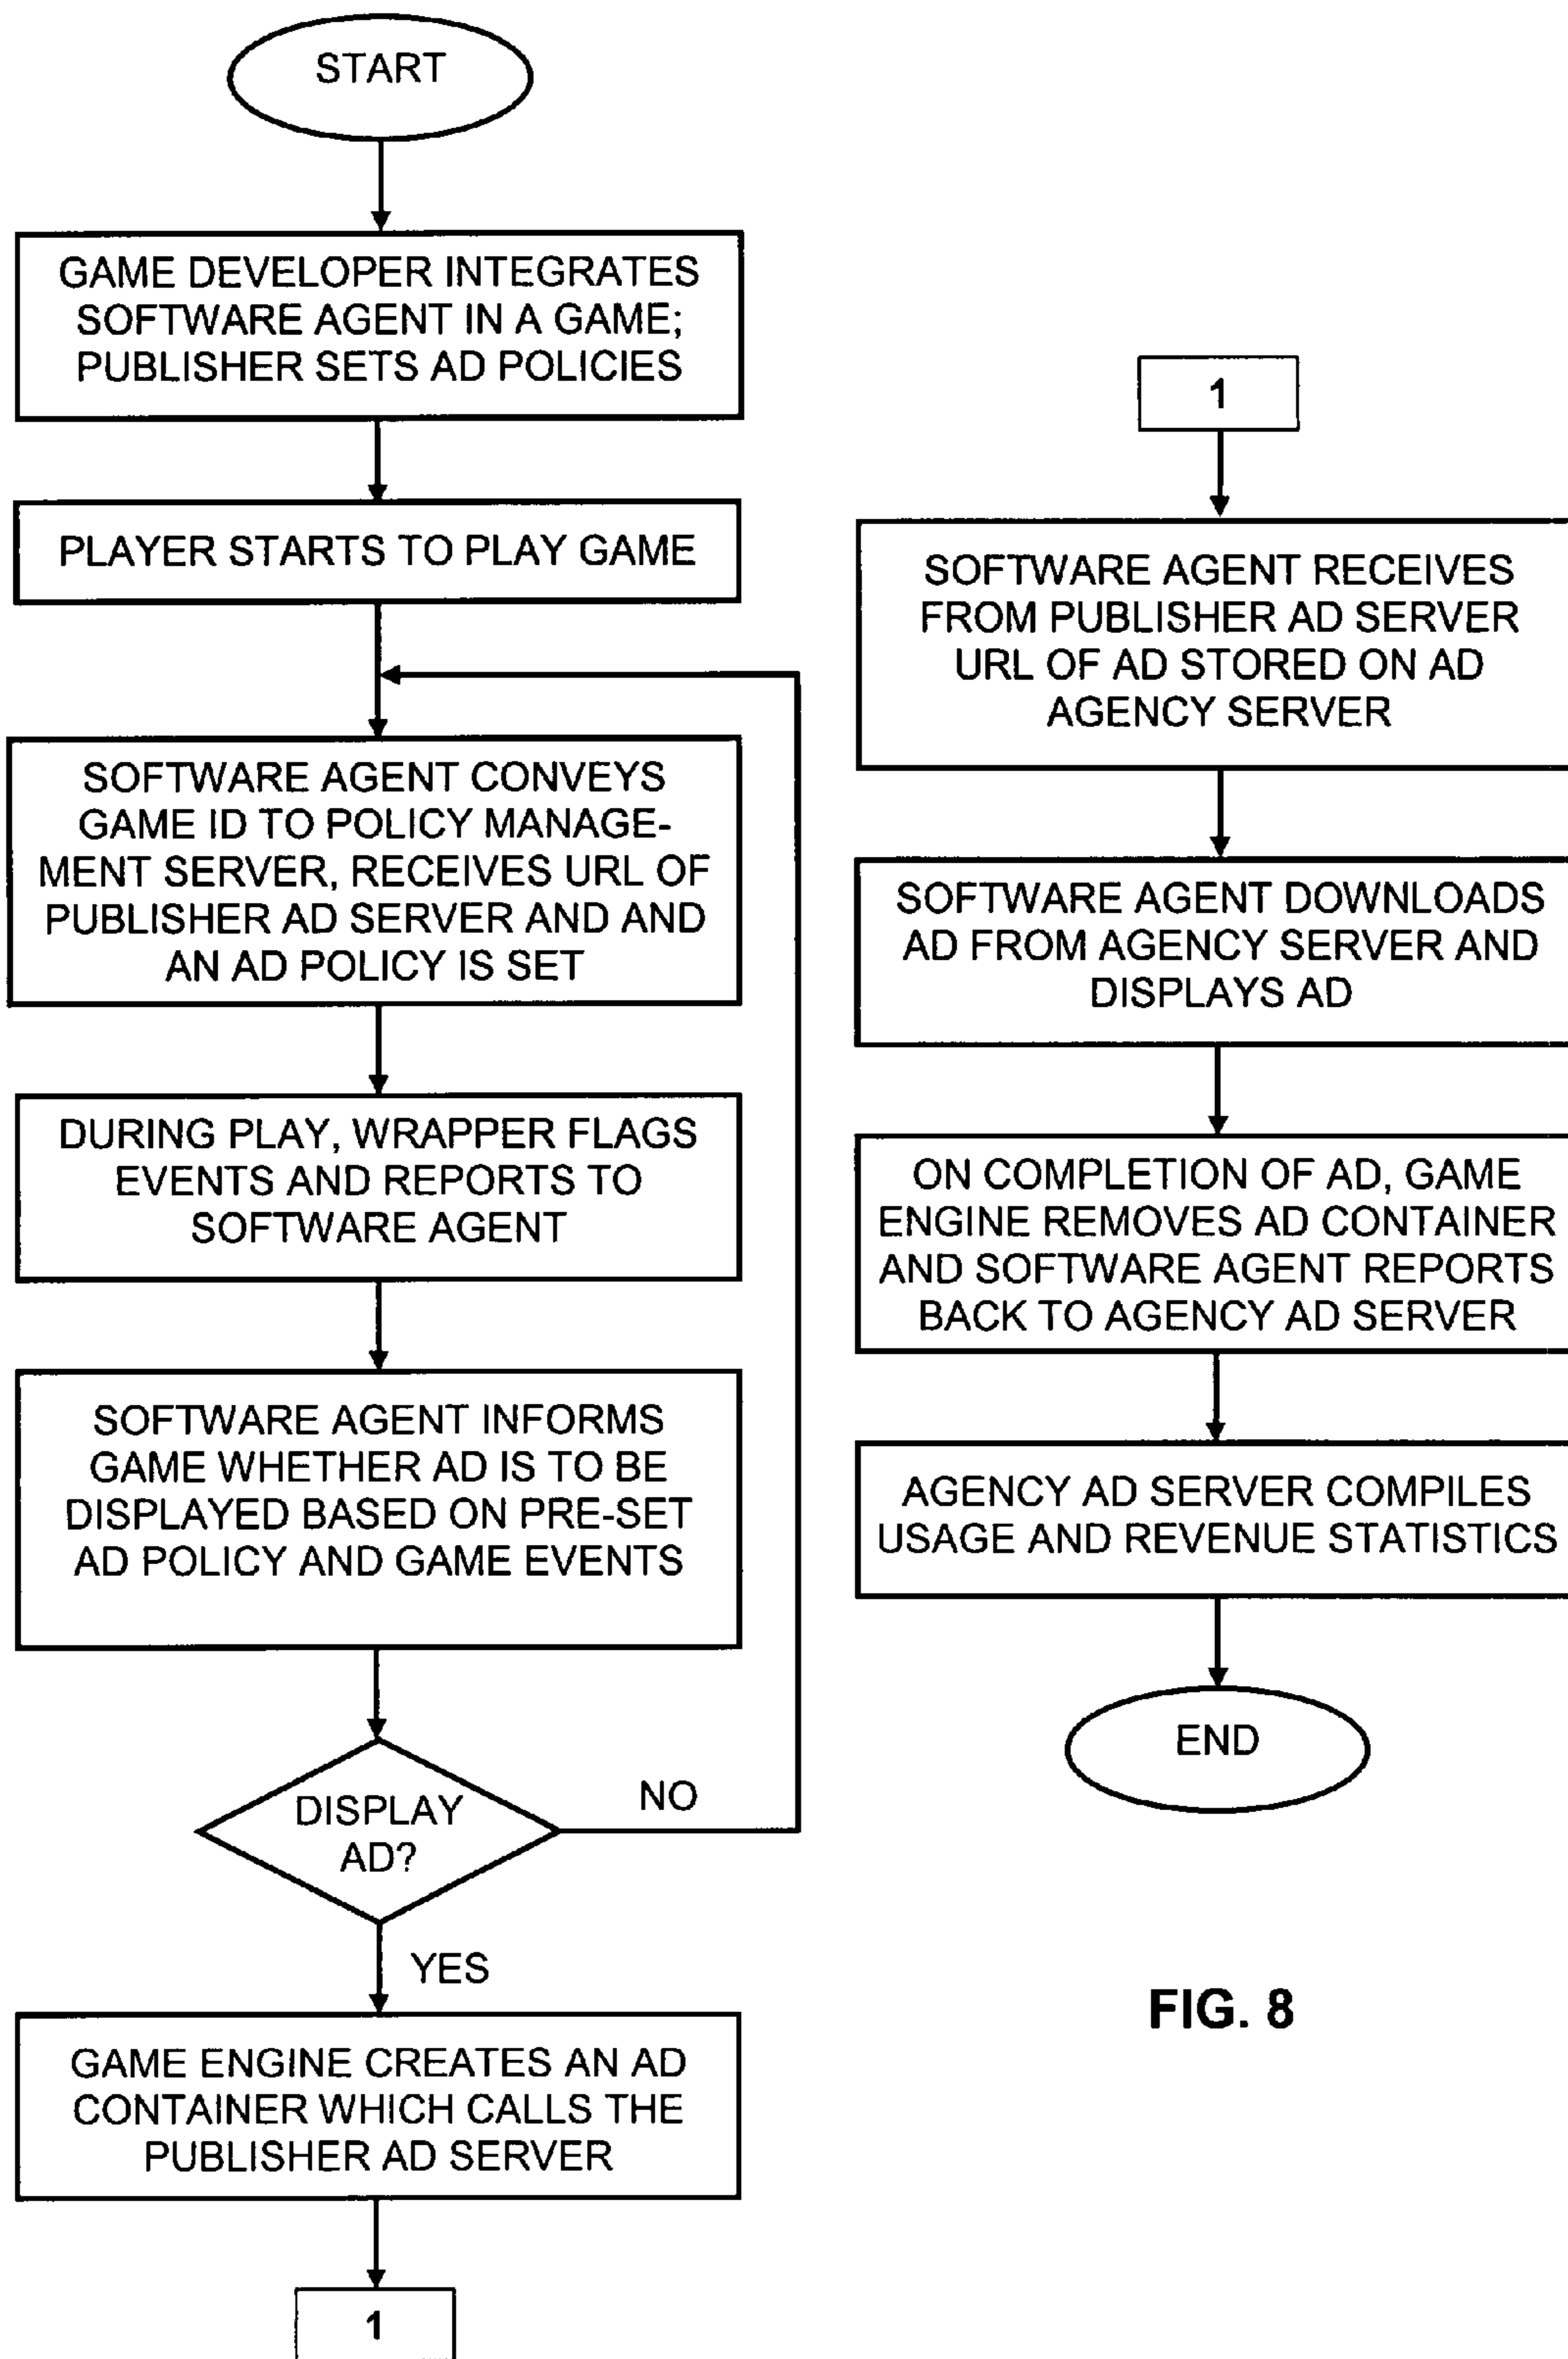 START
GAME DEVELOPER INTEGRATES
SOFTWARE AGENT IN A GAME;
PUBLISHER SETS AD POLICIES
PLAYER STARTS TO PLAY GAME
SOFTWARE AGENT CONVEYS
GAME ID TO POLICY MANAGE-
MENT SERVER, RECEIVES URL OF
PUBLISHER AD SERVER AND AND
AN AD POLICY IS SET
DURING PLAY, WRAPPER FLAGS
EVENTS AND REPORTS TO
SOFTWARE AGENT
SOFTWARE AGENT INFORMS
GAME WHETHER AD IS TO BE
DISPLAYED BASED ON PRE-SET
AD POLICY AND GAME EVENTS
DISPLAY
AD?
NO
YES
GAME ENGINE CREATES AN AD
CONTAINER WHICH CALLS THE
PUBLISHER AD SERVER
1
1
SOFTWARE AGENT RECEIVES
FROM PUBLISHER AD SERVER
URL OF AD STORED ON AD
AGENCY SERVER
SOFTWARE AGENT DOWNLOADS
AD FROM AGENCY SERVER AND
DISPLAYS AD
ON COMPLETION OF AD, GAME
ENGINE REMOVES AD CONTAINER
AND SOFTWARE AGENT REPORTS
BACK TO AGENCY AD SERVER
AGENCY AD SERVER COMPILES
USAGE AND REVENUE STATISTICS
END
FIG. 8